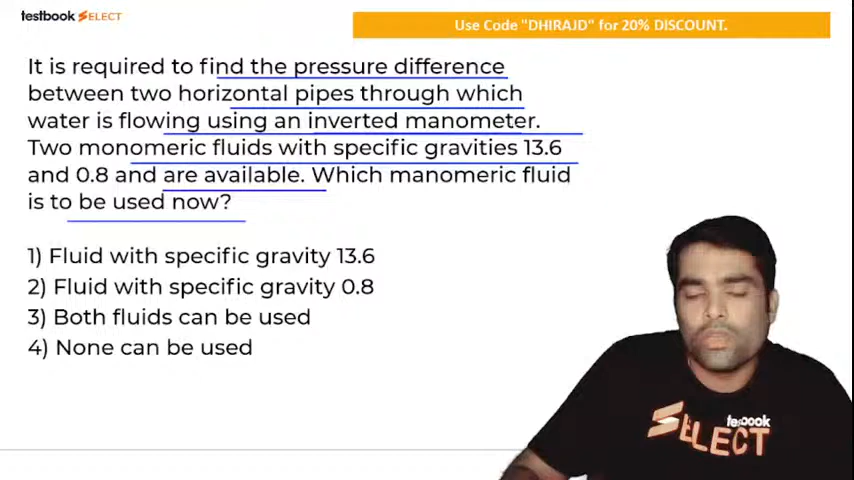 testbook SELECT
Use Code "DHIRAJD" for 20% DISCOUNT.
It is required to find the pressure difference
between two horizontal pipes through which
water is flowing using an inverted manometer.
Two monomeric fluids with specific gravities 13.6
and 0.8 and are available. Which manomeric fluid
is to be used now?
1) Fluid with specific gravity 13.6
2) Fluid with specific gravity 0.8
3) Both fluids can be used
4) None can be used
testbook
SELECT